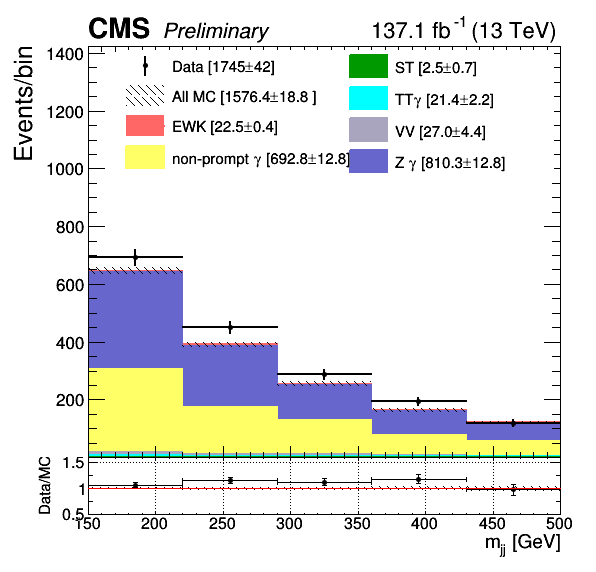 CMS Preliminary 137.1 fb⁻¹ (13 TeV)
Events/bin
1400
1200
1000
800
600
400
200
Data [1745±42]
All MC [1576.4±18.8 ]
EWK [22.5±0.4]
non-prompt γ [692.8±12.8]
ST [2.5±0.7]
TTγ [21.4±2.2]
VV [27.0±4.4]
Z γ [810.3±12.8]
Data/MC
1.5
1
0.5
150 200 250 300 350 400 450 500
m_jj [GeV]